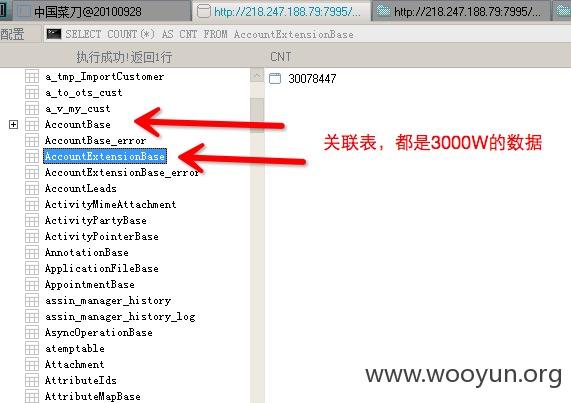 中国菜刀@20100928
http://218.247.188.79:7995/
http://218.247.188.79:7995/
配置
SELECT COUNT(*) AS CNT FROM AccountExtensionBase
执行成功!返回1行
CNT
a_tmp_ImportCustomer
30078447
a_to_ots_cust
a_v_my_cust
AccountBase
AccountBase_error
关联表，都是3000W的数据
AccountExtensionBase
AccountExtensionBase_error
AccountLeads
ActivityMimeAttachment
ActivityPartyBase
ActivityPointerBase
AnnotationBase
ApplicationFileBase
AppointmentBase
assin_manager_history
assin_manager_history_log
AsyncOperationBase
atemptable
Attachment
AttributeIds
AttributeMapBase
www.wooyun.org